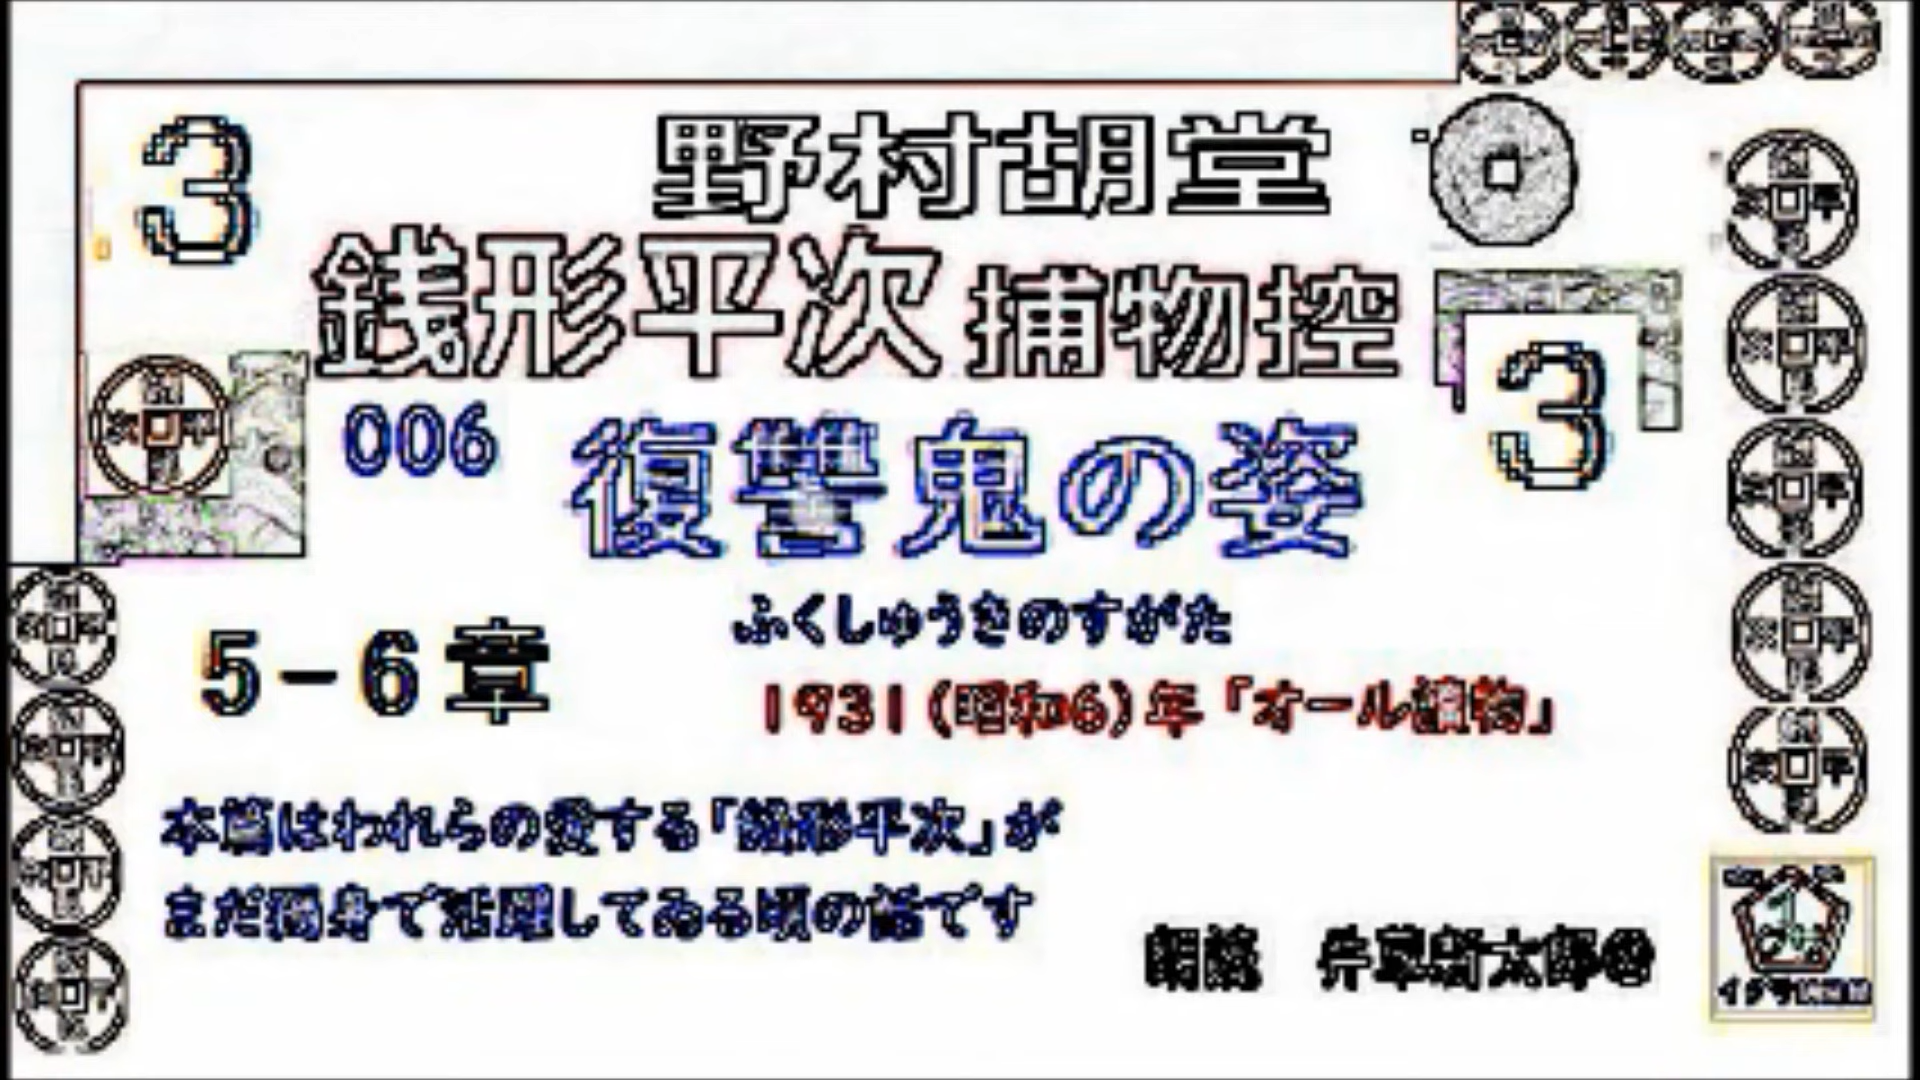 3
野村胡堂
銭形平次 捕物控
3
006 復讐鬼の姿
ふくしゅうきのすがた
5-6章
1931(昭和6)年「オール讀物」
本篇はわれらの愛する「銭形平次」が
まだ獨身で活躍してゐる頃の話です
朗読 井草新太郎